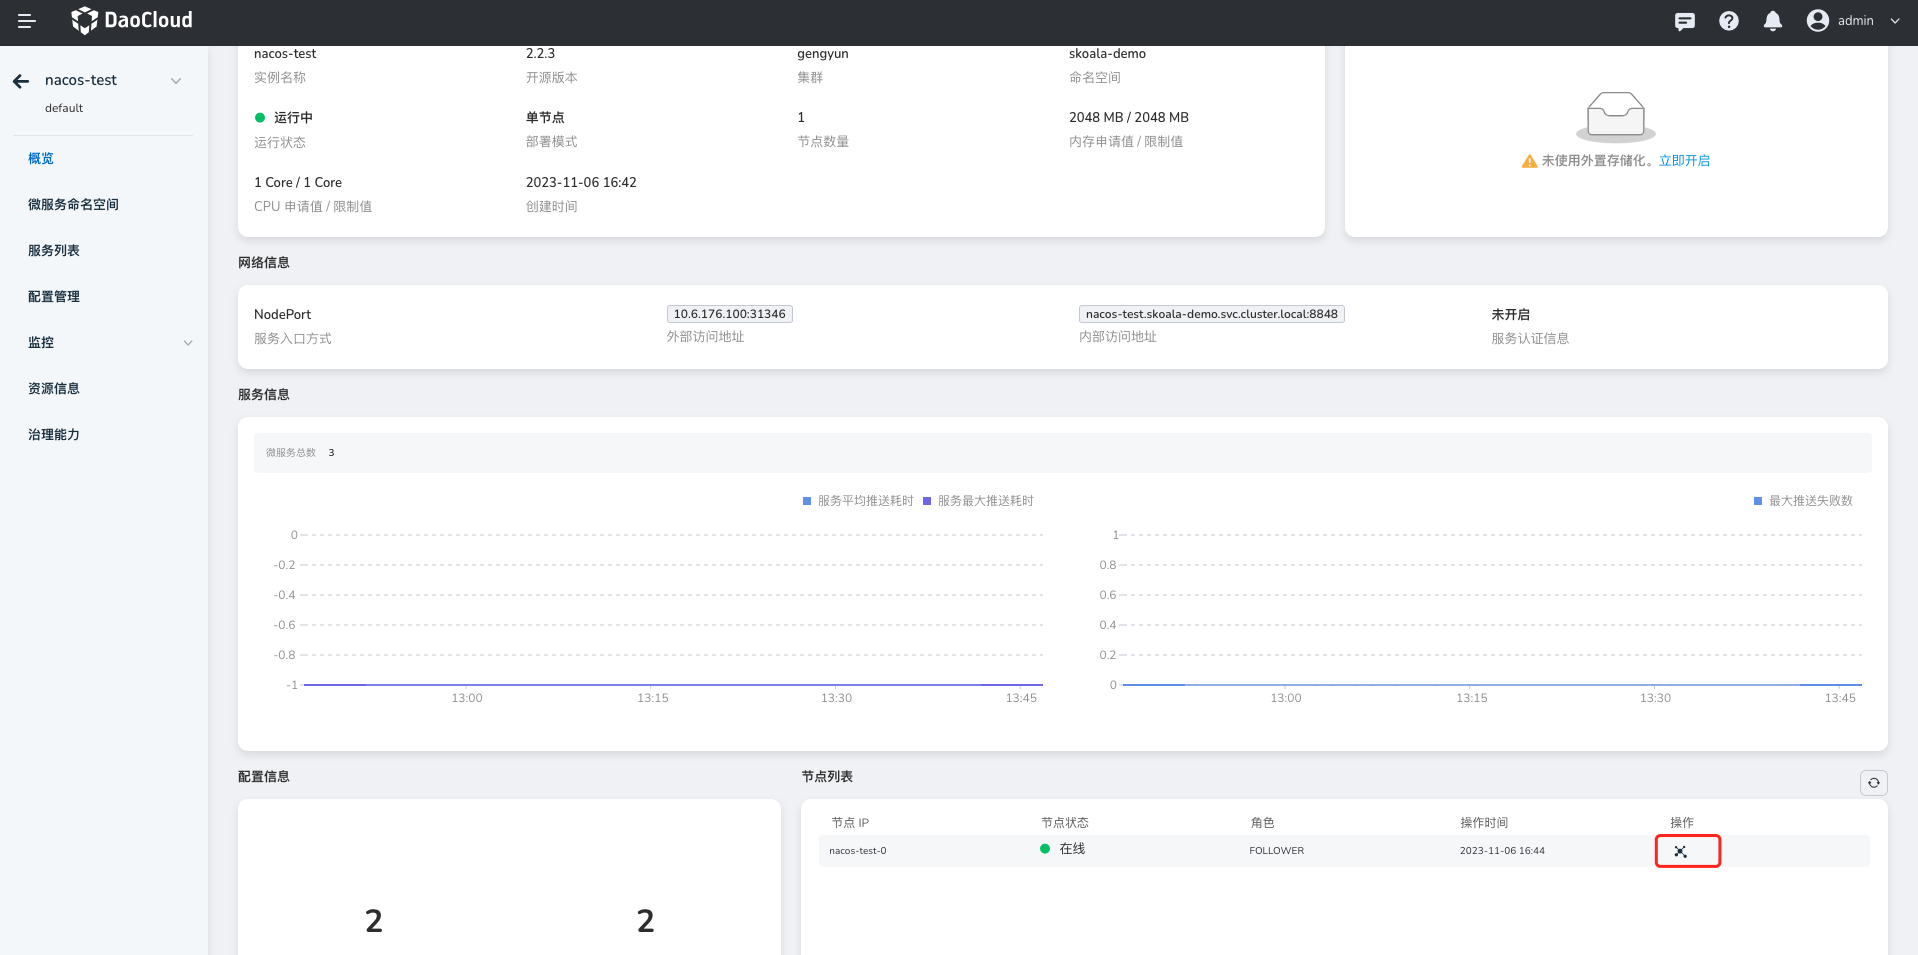 DaoCloud
admin
nacos-test
default
概览
微服务命名空间
服务列表
配置管理
监控
资源信息
治理能力
nacos-test 2.2.3 gengyun skoala-demo
实例名称 开源版本 集群 命名空间
运行中 单节点 1 2048 MB / 2048 MB
运行状态 部署模式 节点数量 内存申请值 / 限制值
1 Core / 1 Core 2023-11-06 16:42
CPU 申请值 / 限制值 创建时间
未使用外置存储化。立即开启
网络信息
NodePort 10.6.176.100:31346 nacos-test.skoala-demo.svc.cluster.local:8848 未开启
服务入口方式 外部访问地址 内部访问地址 服务认证信息
服务信息
微服务总数 3
服务平均推送耗时 服务最大推送耗时
0
-0.2
-0.4
-0.6
-0.8
-1
13:00 13:15 13:30 13:45
最大推送失败数
1
0.8
0.6
0.4
0.2
0
13:00 13:15 13:30 13:45
配置信息
2 2
节点列表
节点 IP 节点状态 角色 操作时间 操作
nacos-test-0 在线 FOLLOWER 2023-11-06 16:44